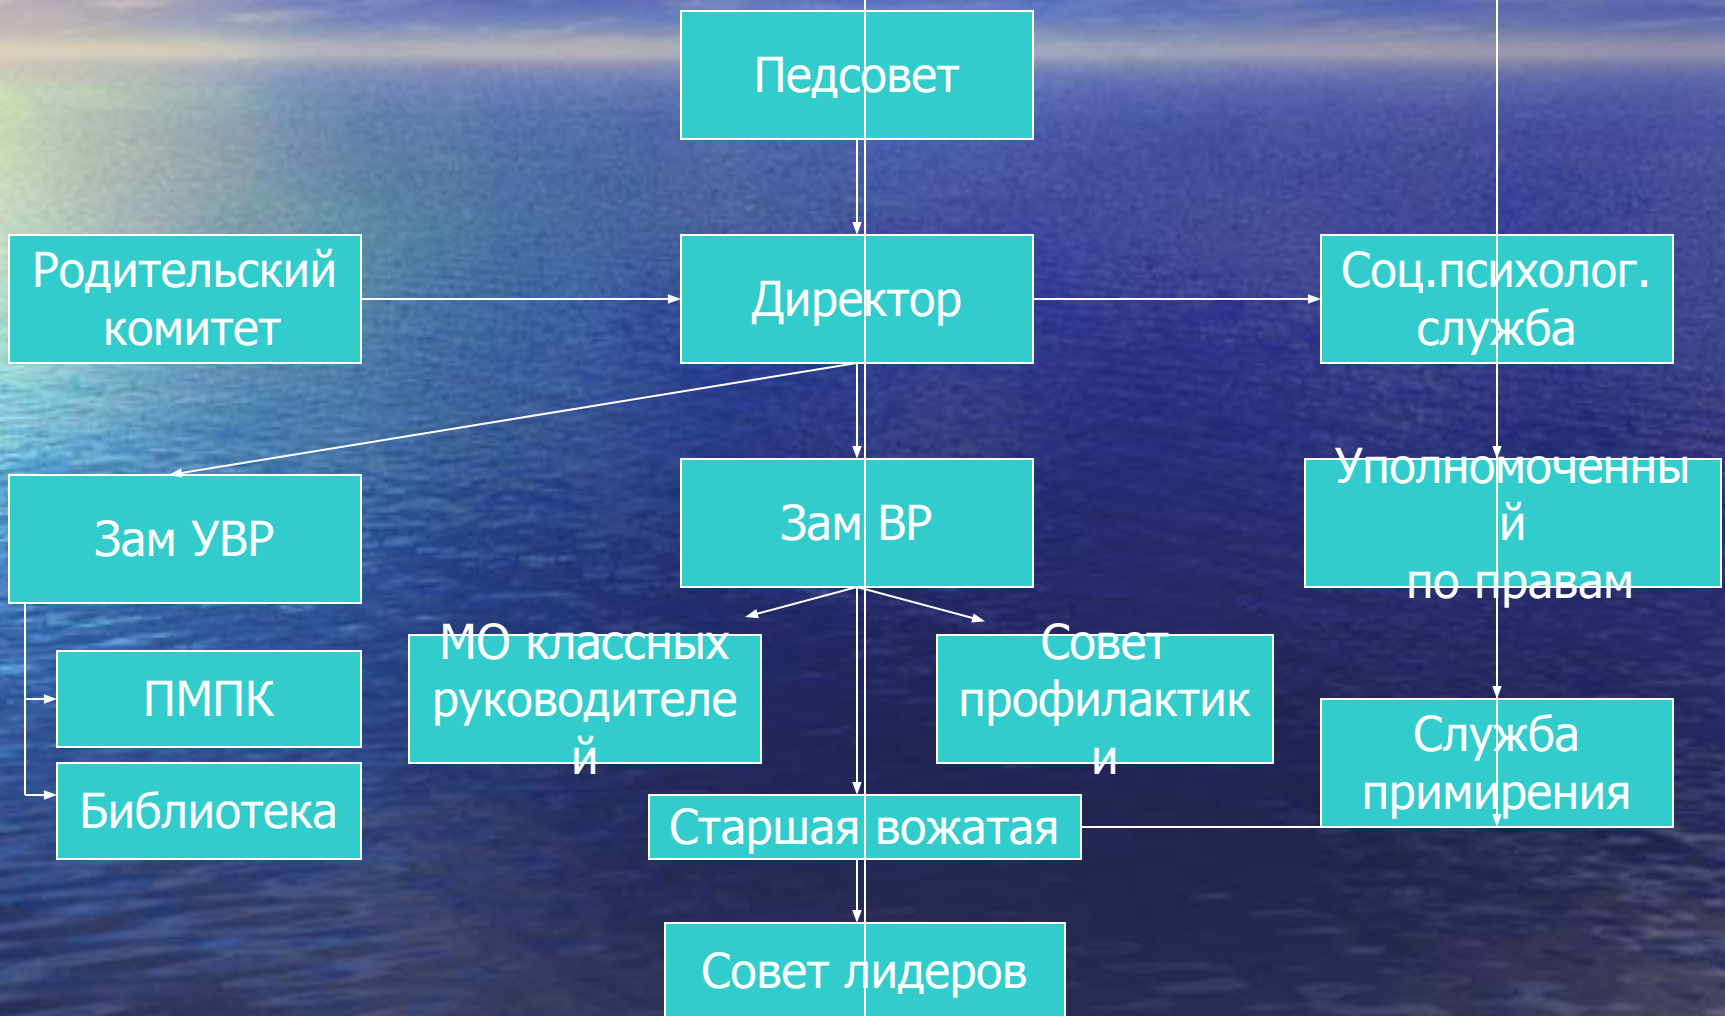 Педсовет
Родительский
комитет
Директор
Соц.психолог.
служба
Зам УВР
Зам ВР
Уполномоченны
й
по правам
МО классных
руководителе
й
Совет
профилактик
и
ПМПК
Служба
примирения
Библиотека
Старшая вожатая
Совет лидеров